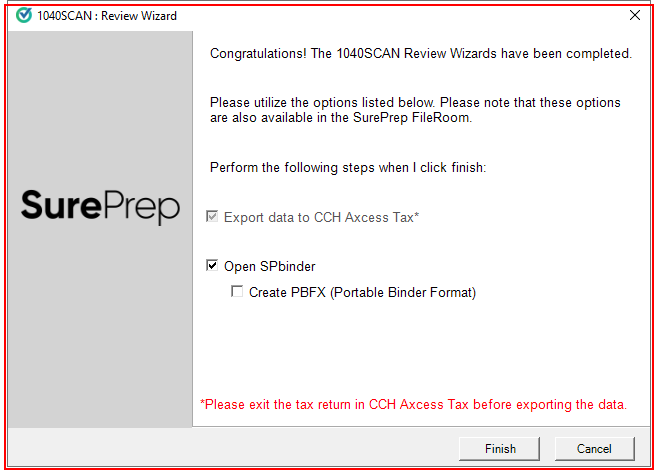 1040SCAN : Review Wizard
Congratulations! The 1040SCAN Review Wizards have been completed.
Please utilize the options listed below. Please note that these options
are also available in the SurePrep FileRoom.
Perform the following steps when I click finish:
SurePrep
Export data to CCH Axcess Tax*
Open SPbinder
Create PBFX (Portable Binder Format)
*Please exit the tax return in CCH Axcess Tax before exporting the data.
Finish
Cancel